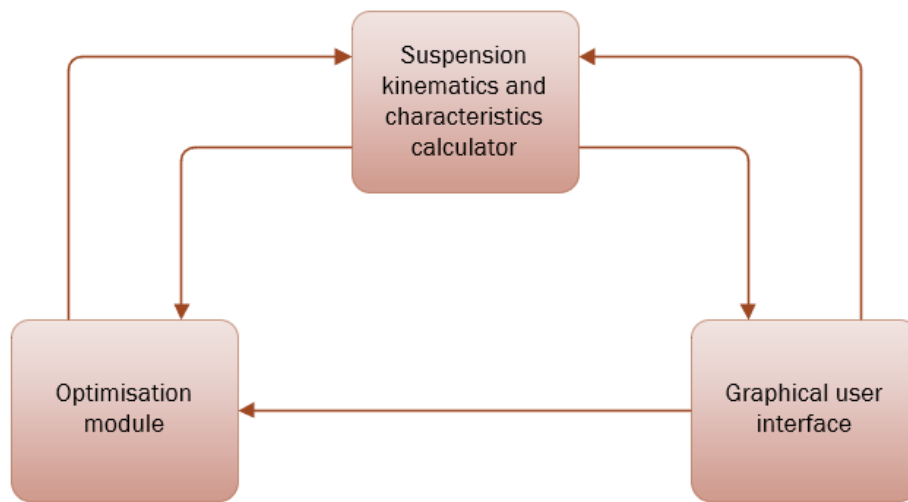 Suspension
kinematics and
characteristics
calculator
Optimisation
module
Graphical user
interface